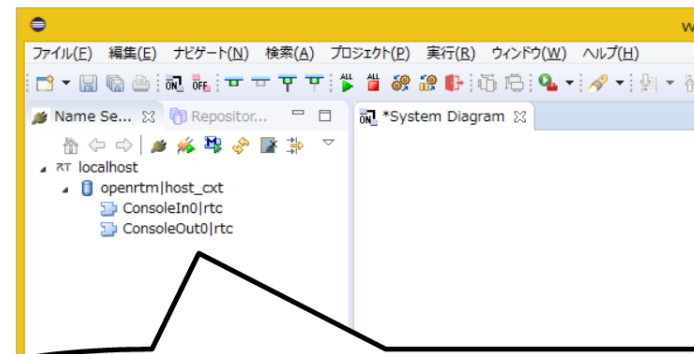 w
ファイル(F) 編集(E) ナビゲート(N) 検索(A) プロジェクト(P) 実行(R) ウィンドウ(W) ヘルプ(H)
ON OFF ALL ALL
Name Se... Repositor... ON *System Diagram
RT localhost
openrtm|host_cxt
ConsoleIn0|rtc
ConsoleOut0|rtc